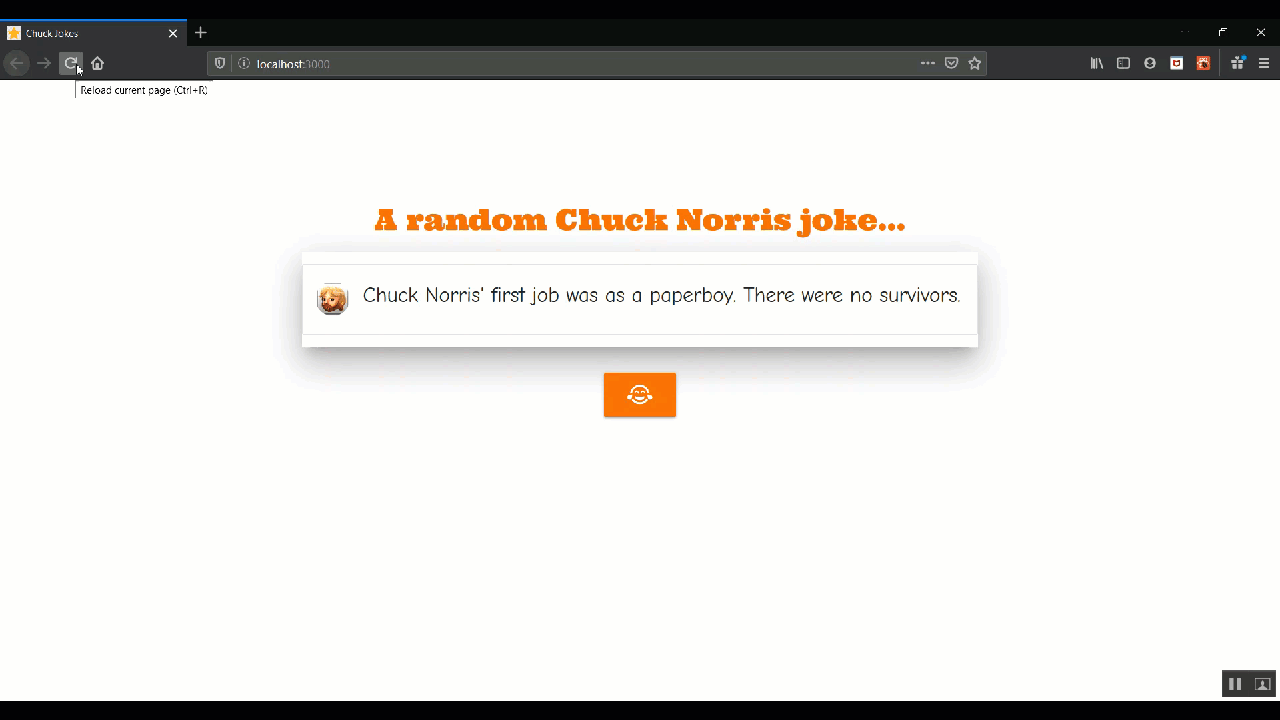 Chuck Jokes
localhost:3000
Reload current page (Ctrl+R)
A random Chuck Norris joke...
Chuck Norris' first job was as a paperboy. There were no survivors.